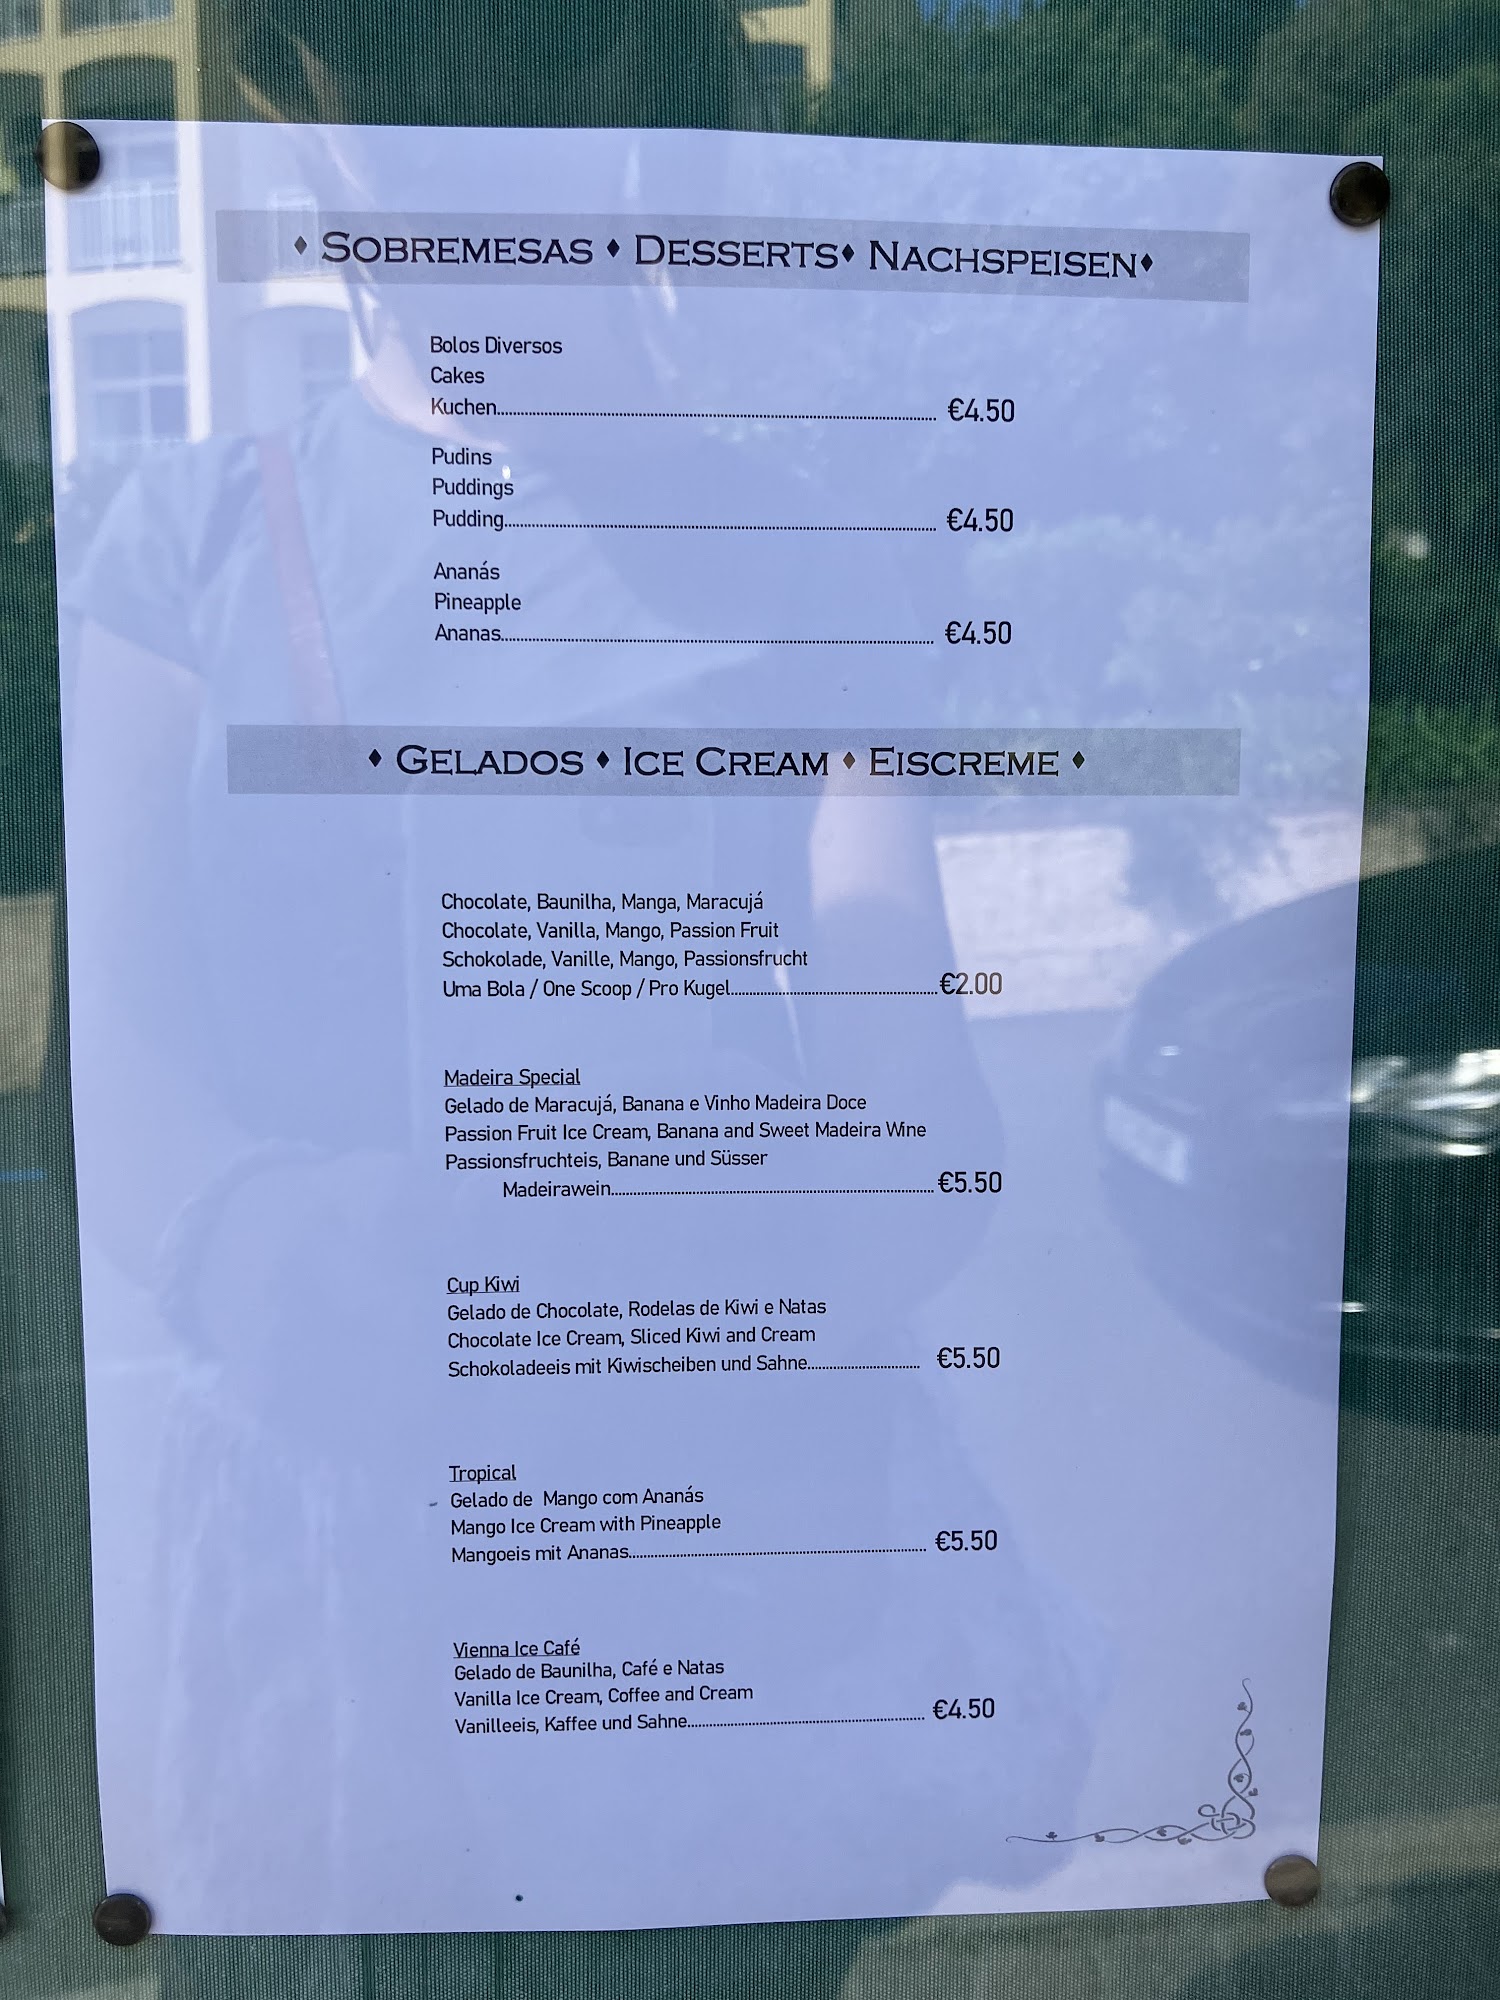 ♦ SOBREMESAS ♦ DESSERTS♦ NACHSPEISEN♦
Bolos Diversos
Cakes
Kuchen................ €4.50
Pudins
Puddings
Pudding................ €4.50
Ananás
Pineapple
Ananas................ €4.50
♦ GELADOS ♦ ICE CREAM ♦ EISCREME ♦
Chocolate, Baunilha, Manga, Maracujá
Chocolate, Vanilla, Mango, Passion Fruit
Schokolade, Vanille, Mango, Passionsfrucht
Uma Bola / One Scoop / Pro Kugel................€2.00
Madeira Special
Gelado de Maracujá, Banana e Vinho Madeira Doce
Passion Fruit Ice Cream, Banana and Sweet Madeira Wine
Passionsfruchteis, Banane und Süsser
Madeirawein................€5.50
Cup Kiwi
Gelado de Chocolate, Rodelas de Kiwi e Natas
Chocolate Ice Cream, Sliced Kiwi and Cream
Schokoladeeis mit Kiwischeiben und Sahne................ €5.50
Tropical
Gelado de Mango com Ananás
Mango Ice Cream with Pineapple
Mangoeis mit Ananas................ €5.50
Vienna Ice Café
Gelado de Baunilha, Café e Natas
Vanilla Ice Cream, Coffee and Cream
Vanilleeis, Kaffee und Sahne................ €4.50